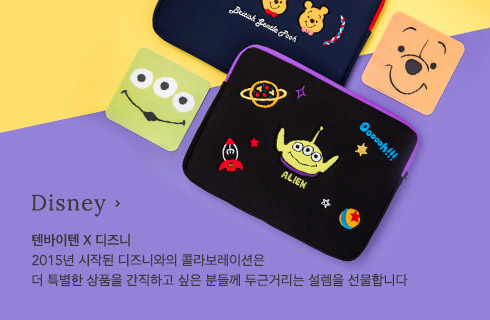 British Gentle Pooh
Oooooh!!!
ALIEN
Disney >
텐바이텐 X 디즈니
2015년 시작된 디즈니와의 콜라보레이션은
더 특별한 상품을 간직하고 싶은 분들께 두근거리는 설렘을 선물합니다